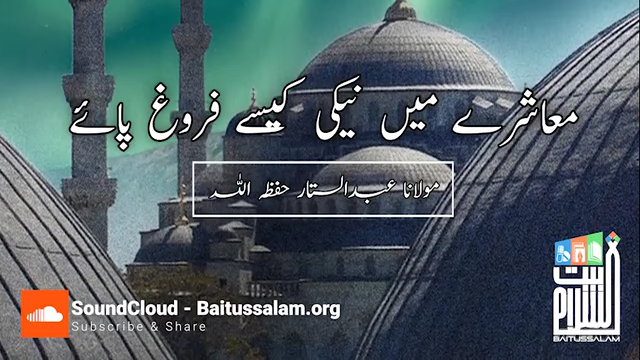 معاشرے میں نیکی کیسے فروغ پائے
مولانا عبدالستار حفظہ اللہ
SoundCloud - Baitussalam.org
Subscribe & Share
بیت السلام
BAITUSSALAM